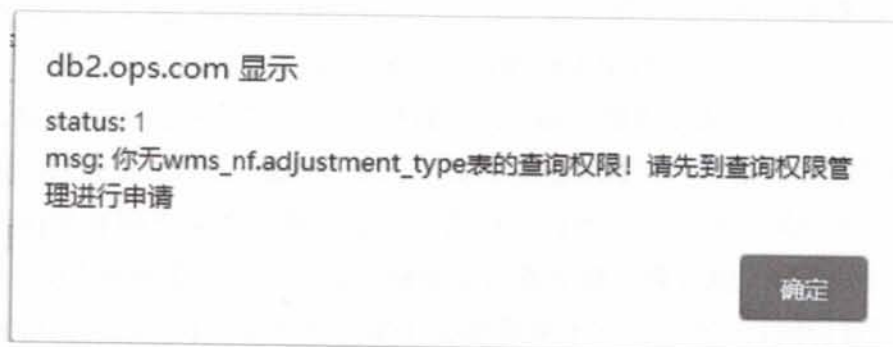 db2.ops.com 显示
status: 1
msg: 你无wms_nf.adjustment_type表的查询权限！请先到查询权限管
理进行申请
确定